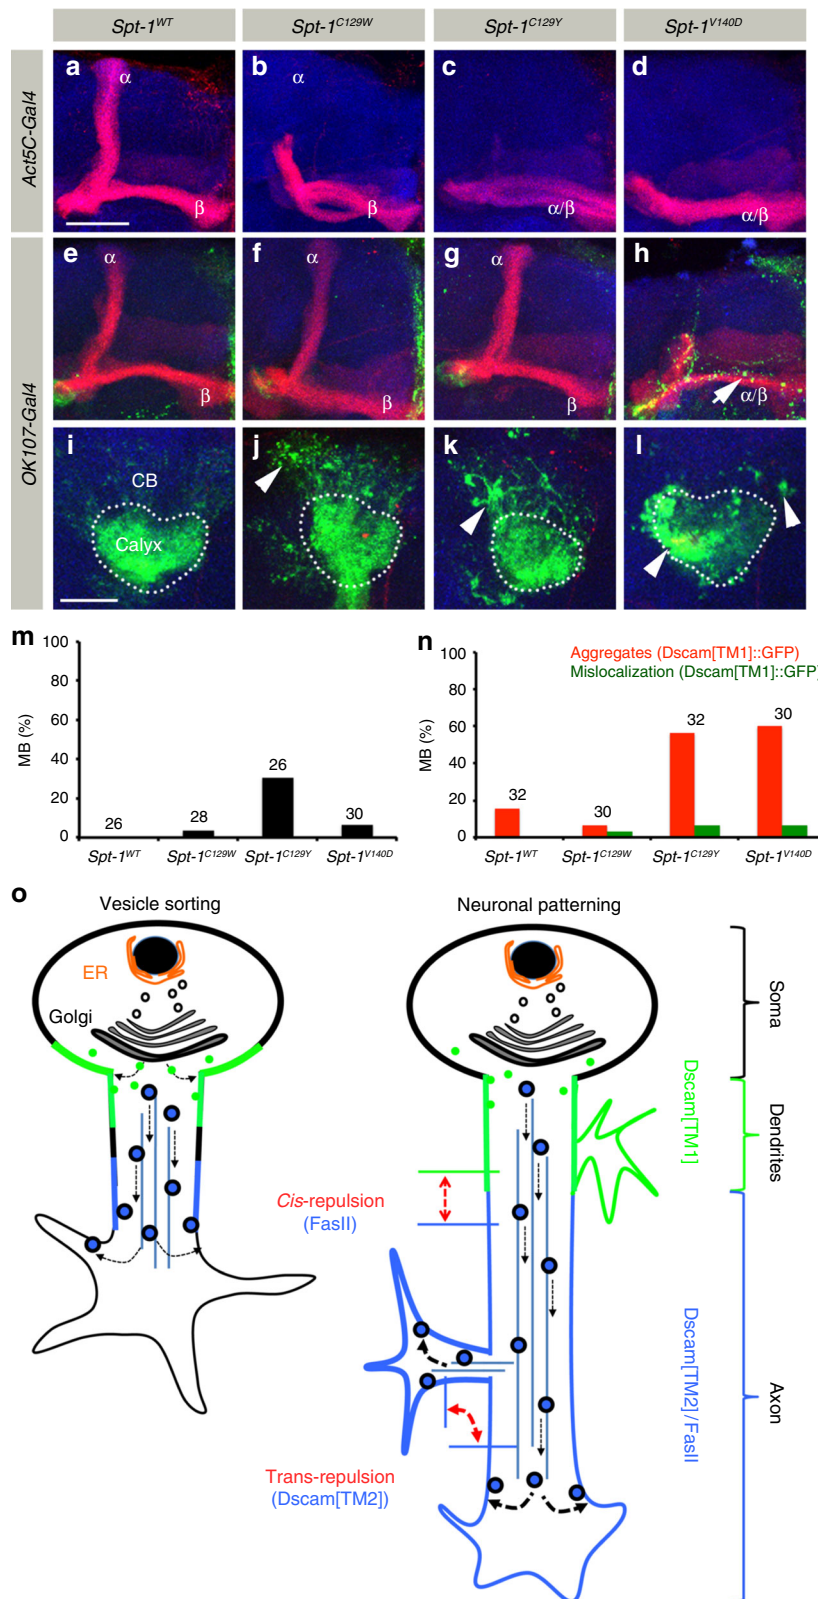 Spt-1WT Spt-1C129W Spt-1C129Y Spt-1V140D
Act5C-Gal4
a α β
b α β
c α/β
d α/β
OK107-Gal4
e α β
f α β
g α β
h α/β
i CB Calyx
j
k
l
m
MB (%)
100
80
60
40
20
0
26 28 26 30
Spt-1WT Spt-1C129W Spt-1C129Y Spt-1V140D
n
Aggregates (Dscam[TM1]::GFP)
Mislocalization (Dscam[TM1]::GFP)
MB (%)
100
80
60
40
20
0
32 30 32 30
Spt-1WT Spt-1C129W Spt-1C129Y Spt-1V140D
o
Vesicle sorting
Neuronal patterning
ER
Golgi
Soma
Dscam[TM1]
Dendrites
Cis-repulsion
(FasII)
Dscam[TM2]/FasII
Axon
Trans-repulsion
(Dscam[TM2])